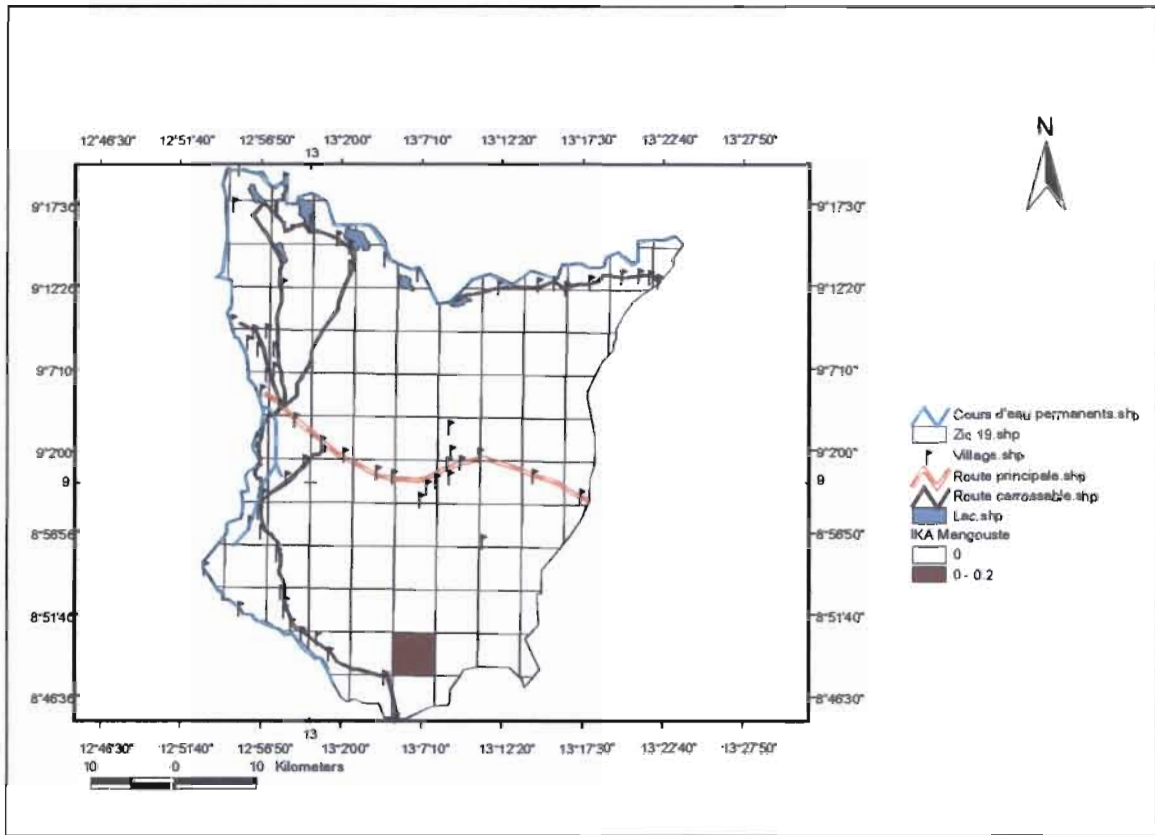 N
12°46'30" 12°51'40" 12°56'50" 13°2'00" 13°7'10" 13°12'20" 13°17'30" 13°22'40" 13°27'50"
13
9°17'30" 9°17'30"
9°12'20" 9°12'20"
9°7'10" 9°7'10"
9°2'00" 9°2'00"
9 9
8°56'50" 8°56'50"
8°51'40" 8°51'40"
8°46'30" 8°46'30"
Cours d'eau permanents.shp
Zic 19.shp
Village.shp
Route principale.shp
Route carrossable.shp
Lac.shp
IKA Mangouste
0
0 - 0.2
13
12°46'30" 12°51'40" 12°56'50" 13°2'00" 13°7'10" 13°12'20" 13°17'30" 13°22'40" 13°27'50"
10 0 10 Kilometers